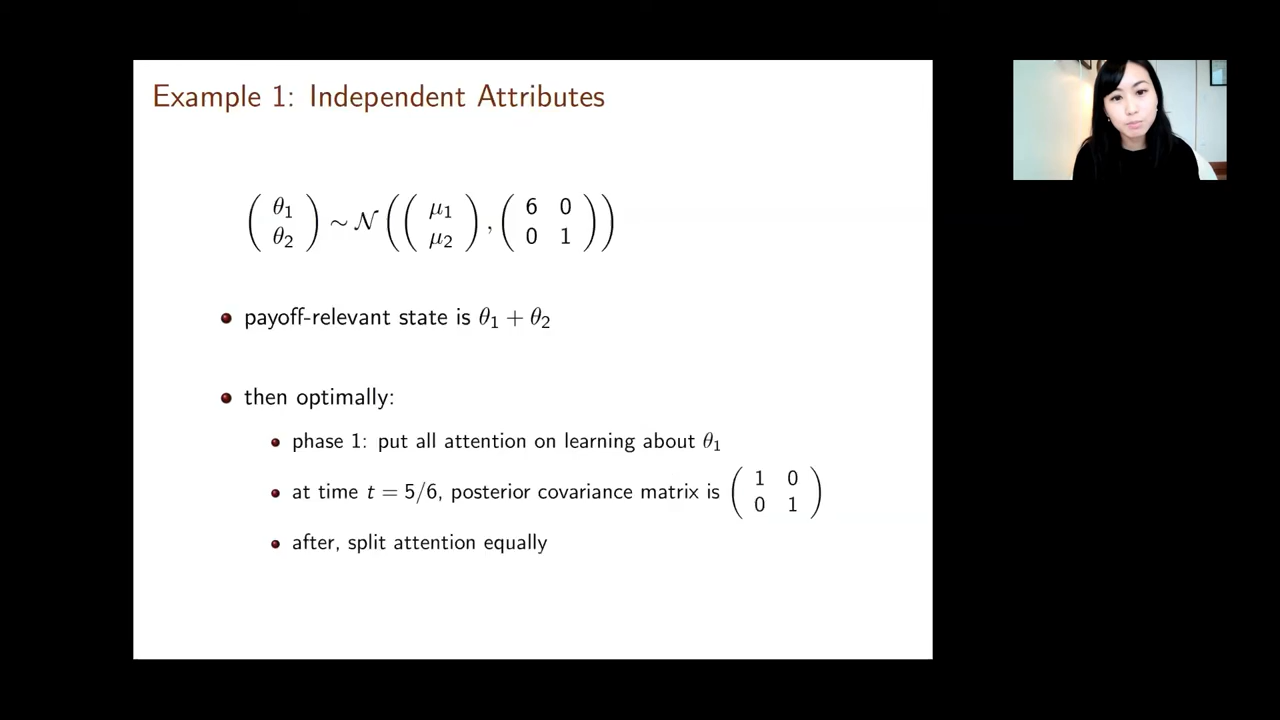 Example 1: Independent Attributes
( θ₁ θ₂ ) ∼ 𝒩 ( ( μ₁ μ₂ ) , ( 6 0 0 1 ) )
payoff-relevant state is θ₁ + θ₂
then optimally:
phase 1: put all attention on learning about θ₁
at time t = 5/6, posterior covariance matrix is ( 1 0 0 1 )
after, split attention equally